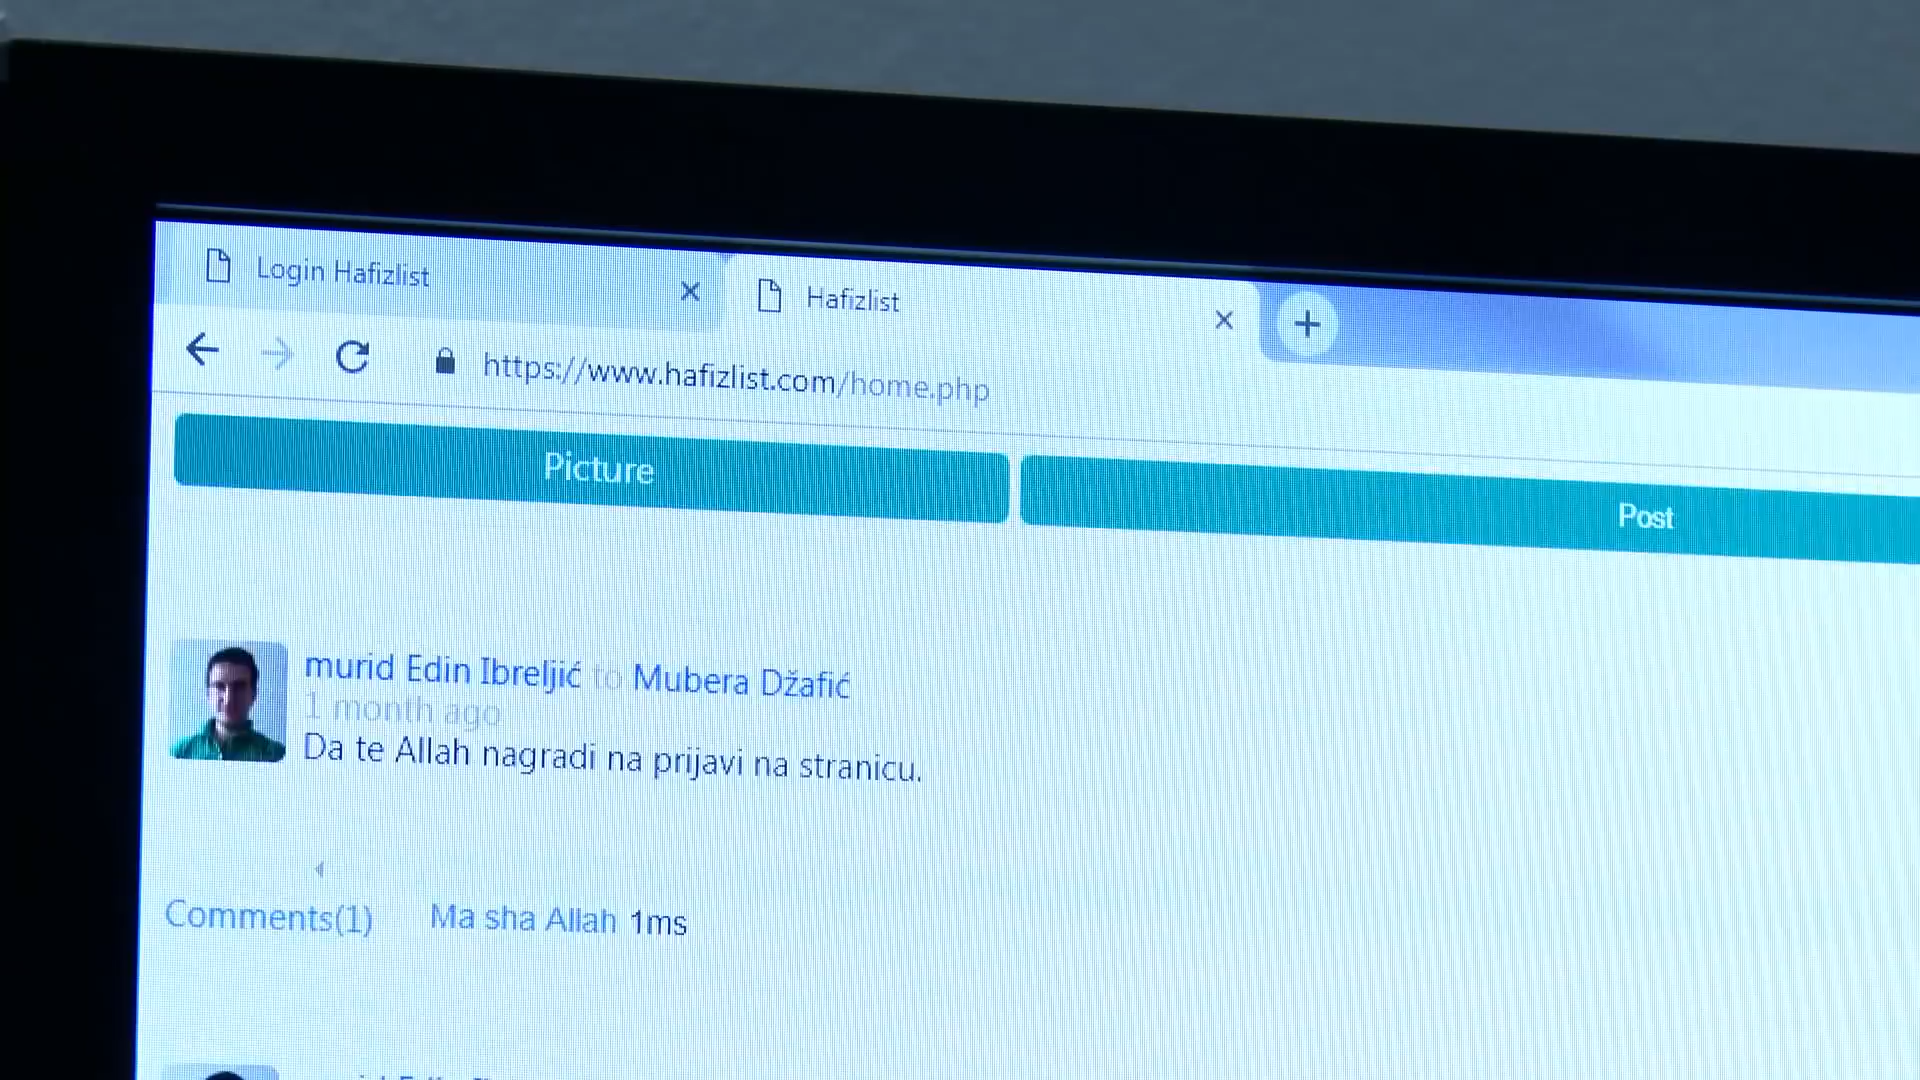 Login Hafizlist
Hafizlist
https://www.hafizlist.com/home.php
Picture
Post
murid Edin Ibreljić to Mubera Džafić
1 month ago
Da te Allah nagradi na prijavi na stranicu.
Comments(1) Ma sha Allah 1ms